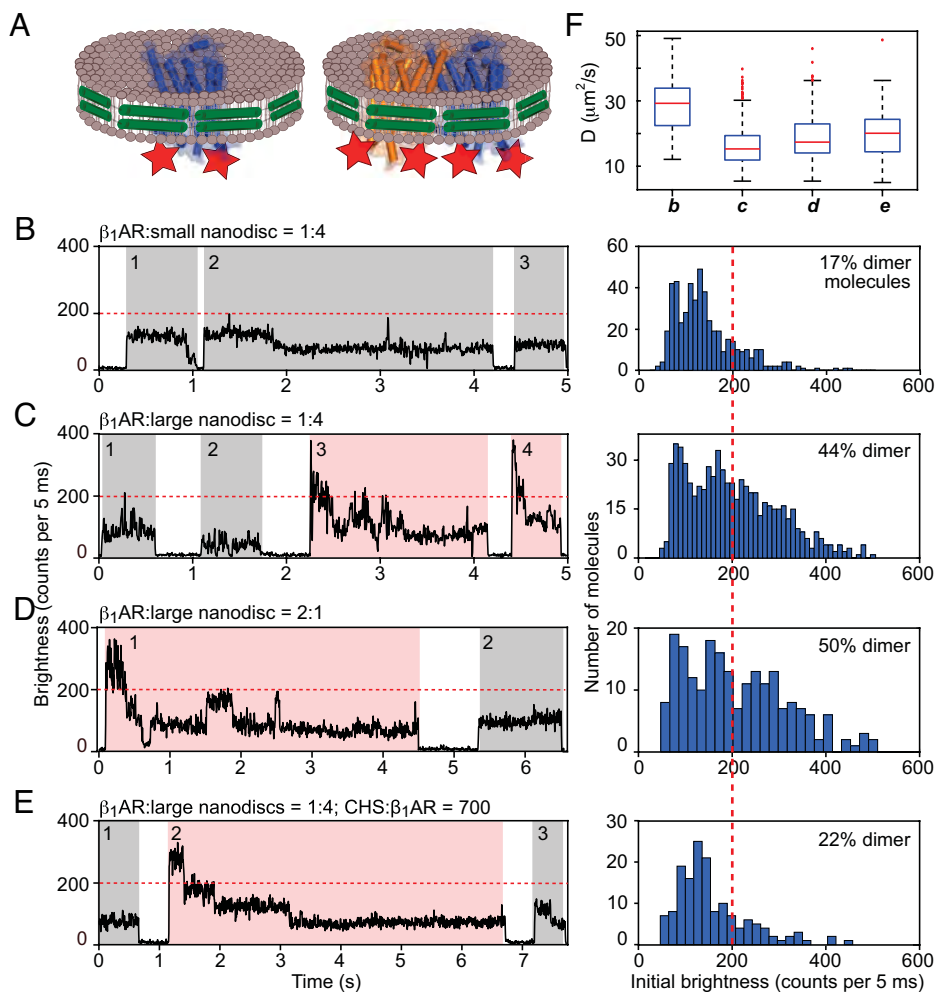 A
F
D (μm²/s)
50
30
10
b c d e
B
β₁AR:small nanodisc = 1:4
400
200
0
1 2 3
0 1 2 3 4 5
60
40
20
0
17% dimer
molecules
0 200 400 600
C
β₁AR:large nanodisc = 1:4
400
200
0
1 2 3 4
0 1 2 3 4 5
45
30
15
0
44% dimer
0 200 400 600
D
β₁AR:large nanodisc = 2:1
400
200
0
1 2
0 1 2 3 4 5 6
20
10
0
50% dimer
0 200 400 600
E
β₁AR:large nanodiscs = 1:4; CHS:β₁AR = 700
400
200
0
1 2 3
0 1 2 3 4 5 6 7
30
20
10
0
22% dimer
0 200 400 600
Brightness (counts per 5 ms)
Number of molecules
Time (s)
Initial brightness (counts per 5 ms)